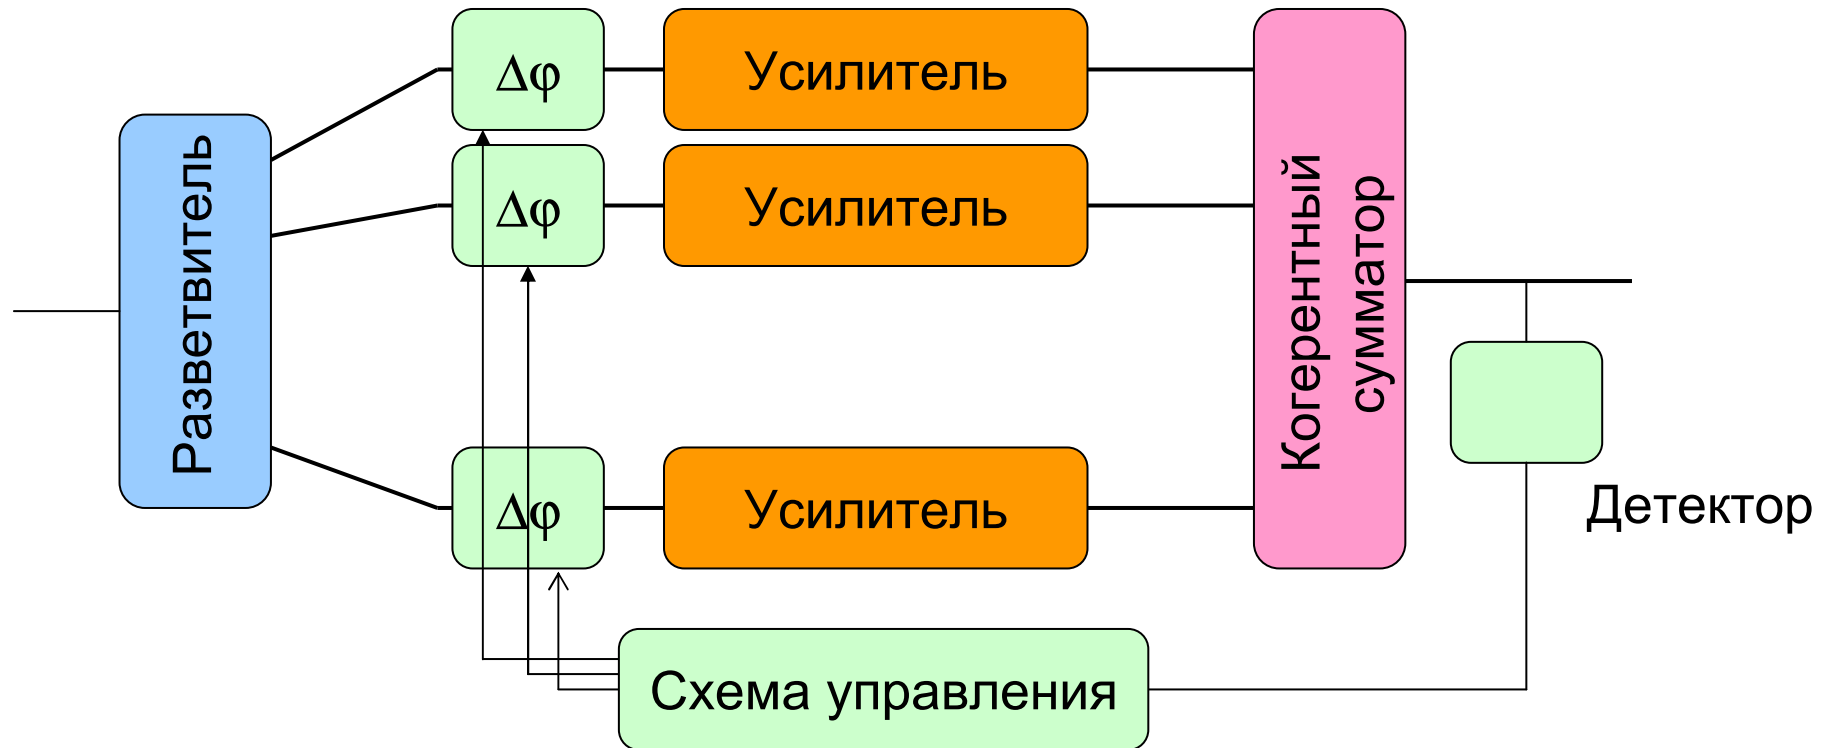 Разветвитель
Δφ
Усилитель
Δφ
Усилитель
Δφ
Усилитель
Когерентный
сумматор
Детектор
Схема управления